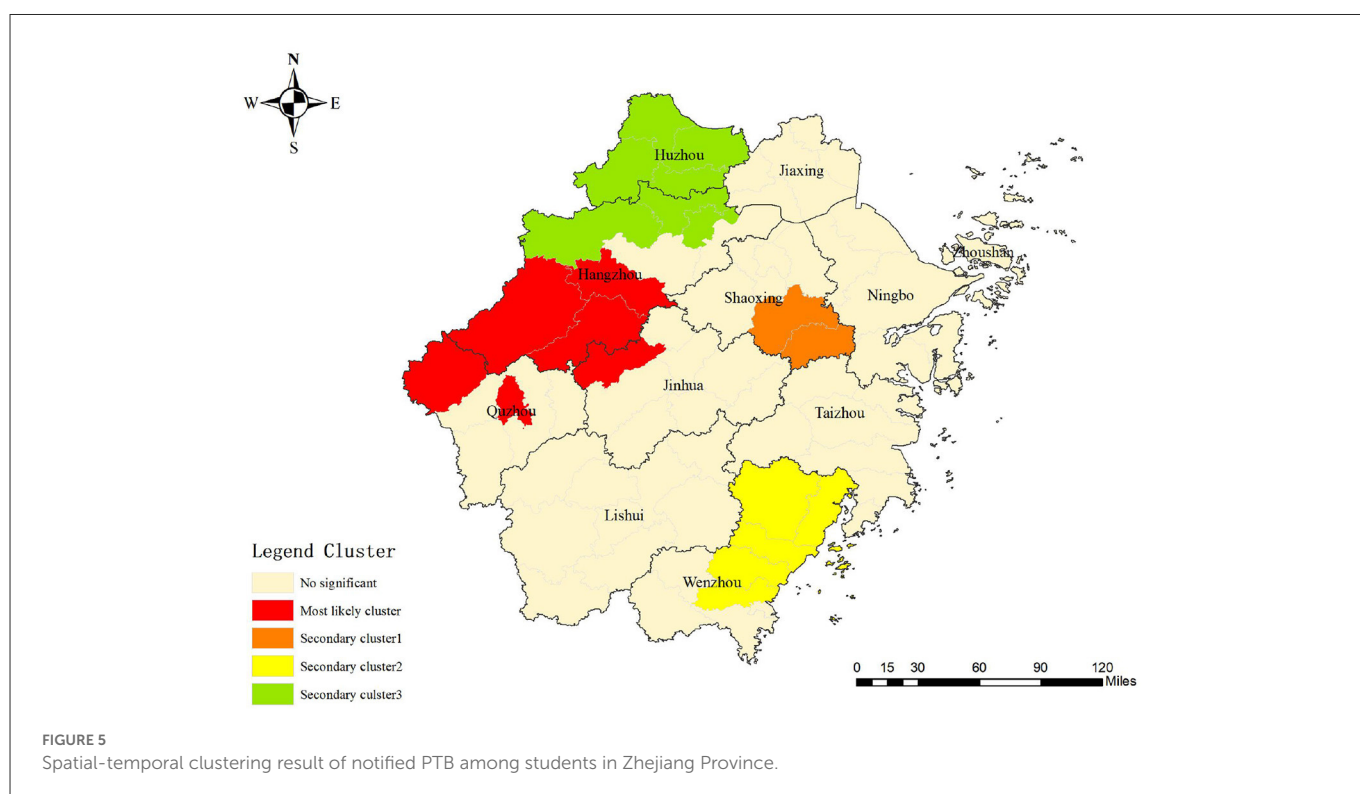 N
W E
S
Huzhou
Jiaxing
Zhoushan
Hangzhou
Shaoxing
Ningbo
Jinhua
Quzhou
Taizhou
Lishui
Wenzhou
Legend Cluster
No significant
Most likely cluster
Secondary cluster1
Secondary cluster2
Secondary culster3
0 15 30 60 90 120
Miles
FIGURE 5
Spatial-temporal clustering result of notified PTB among students in Zhejiang Province.